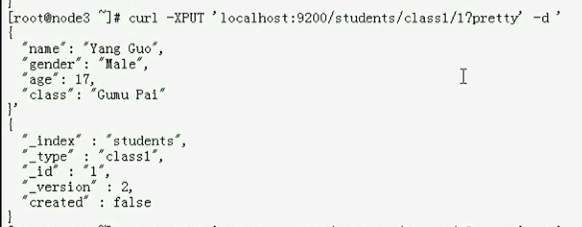 [root@node3 ~]# curl -XPUT 'localhost:9200/students/class1/1?pretty' -d '
{
"name": "Yang Guo",
"gender": "Male",
"age": 17,
"class": "Gumu Pai"
}'
{
"_index" : "students",
"_type" : "class1",
"_id" : "1",
"_version" : 2,
"created" : false
}